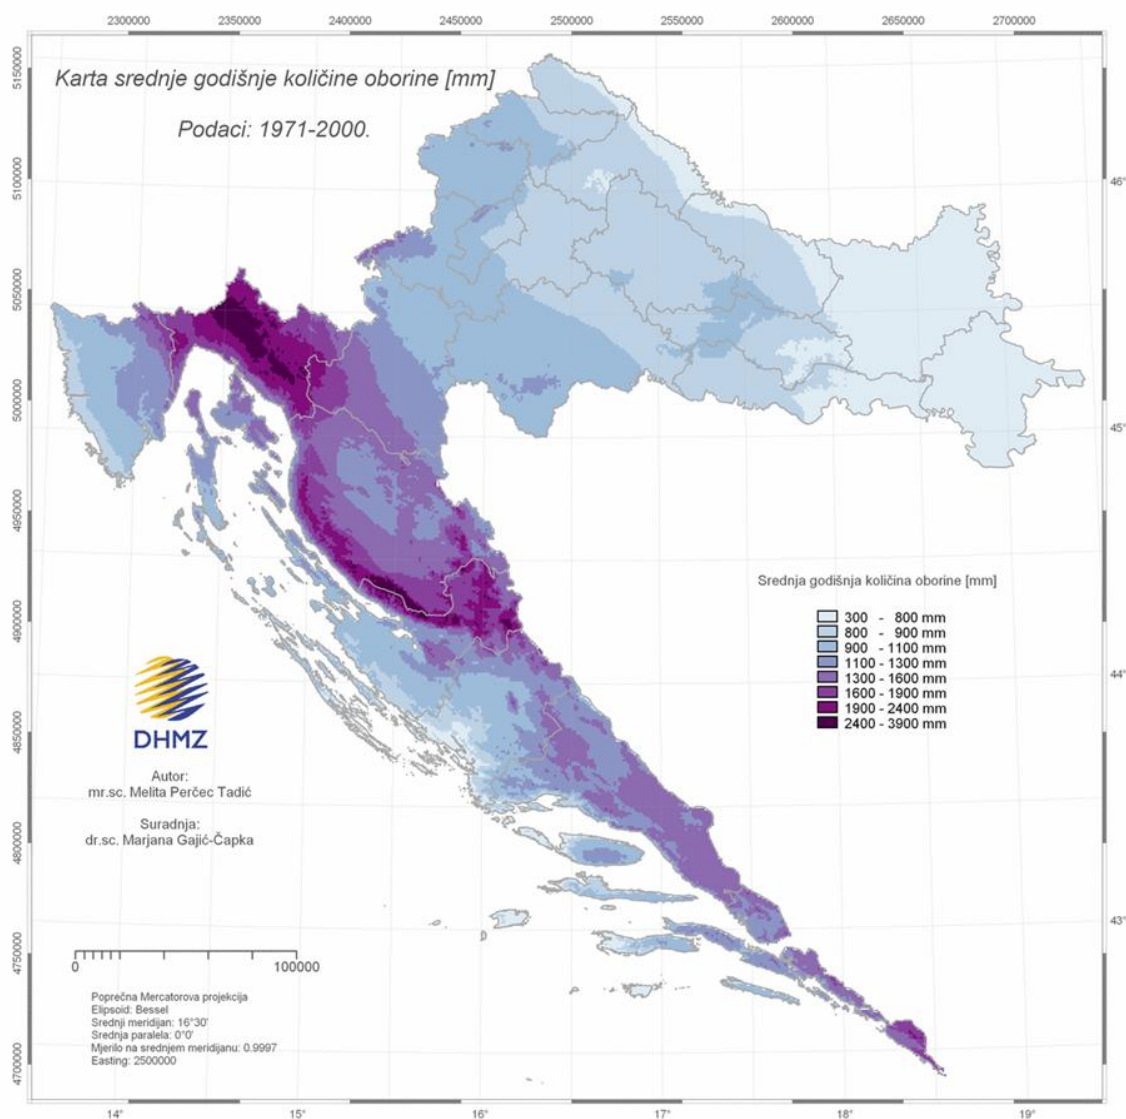 2300000 2350000 2400000 2450000 2500000 2550000 2600000 2650000 2700000
Karta srednje godišnje količine oborine [mm]
Podaci: 1971-2000.
5150000
5100000
5050000
5000000
4950000
4900000
4850000
4800000
4750000
4700000
46°
45°
44°
43°
Srednja godišnja količina oborine [mm]
300 - 800 mm
800 - 900 mm
900 - 1100 mm
1100 - 1300 mm
1300 - 1600 mm
1600 - 1900 mm
1900 - 2400 mm
2400 - 3900 mm
DHMZ
Autor:
mr.sc. Melita Perčec Tadić
Suradnja:
dr.sc. Marjana Gajić-Čapka
0 100000
Poprečna Mercatorova projekcija
Elipsoid: Bessel
Srednji meridijan: 16°30'
Srednja paralela: 0°0'
Mjerilo na srednjem meridijanu: 0.9997
Easting: 2500000
14° 15° 16° 17° 18° 19°